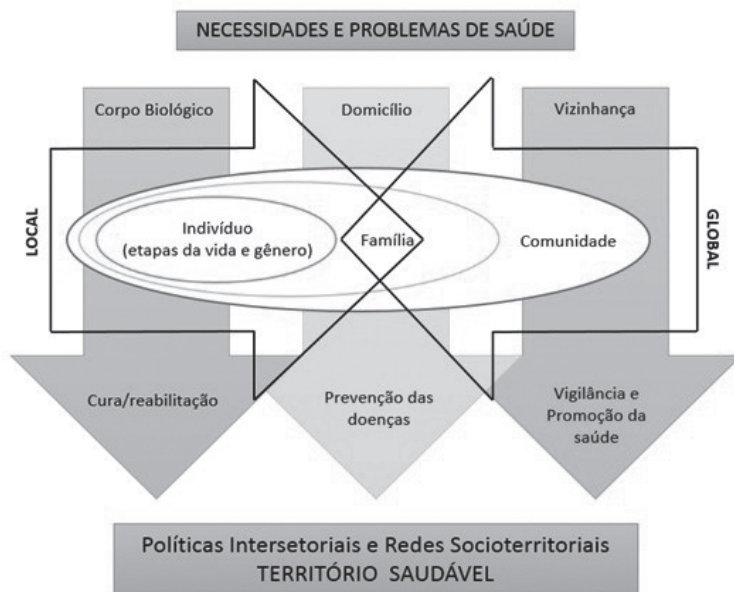 NECESSIDADES E PROBLEMAS DE SAÚDE
Corpo Biológico
Domicílio
Vizinhança
LOCAL
Indivíduo
(etapas da vida e gênero)
Família
Comunidade
GLOBAL
Cura/reabilitação
Prevenção das
doenças
Vigilância e
Promoção da
saúde
Políticas Intersetoriais e Redes Socioterritoriais
TERRITÓRIO SAUDÁVEL